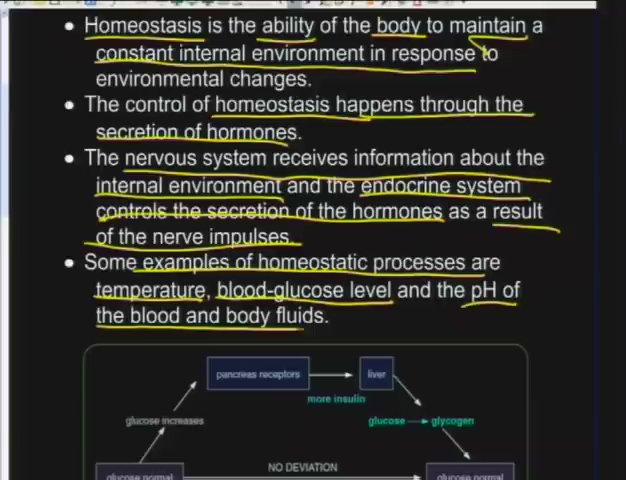 • Homeostasis is the ability of the body to maintain a
constant internal environment in response to
environmental changes.
• The control of homeostasis happens through the
secretion of hormones.
• The nervous system receives information about the
internal environment and the endocrine system
controls the secretion of the hormones as a result
of the nerve impulses.
• Some examples of homeostatic processes are
temperature, blood-glucose level and the pH of
the blood and body fluids.
pancreas receptors
liver
more insulin
glucose increases
glucose → glycogen
NO DEVIATION
glucose normal
glucose normal